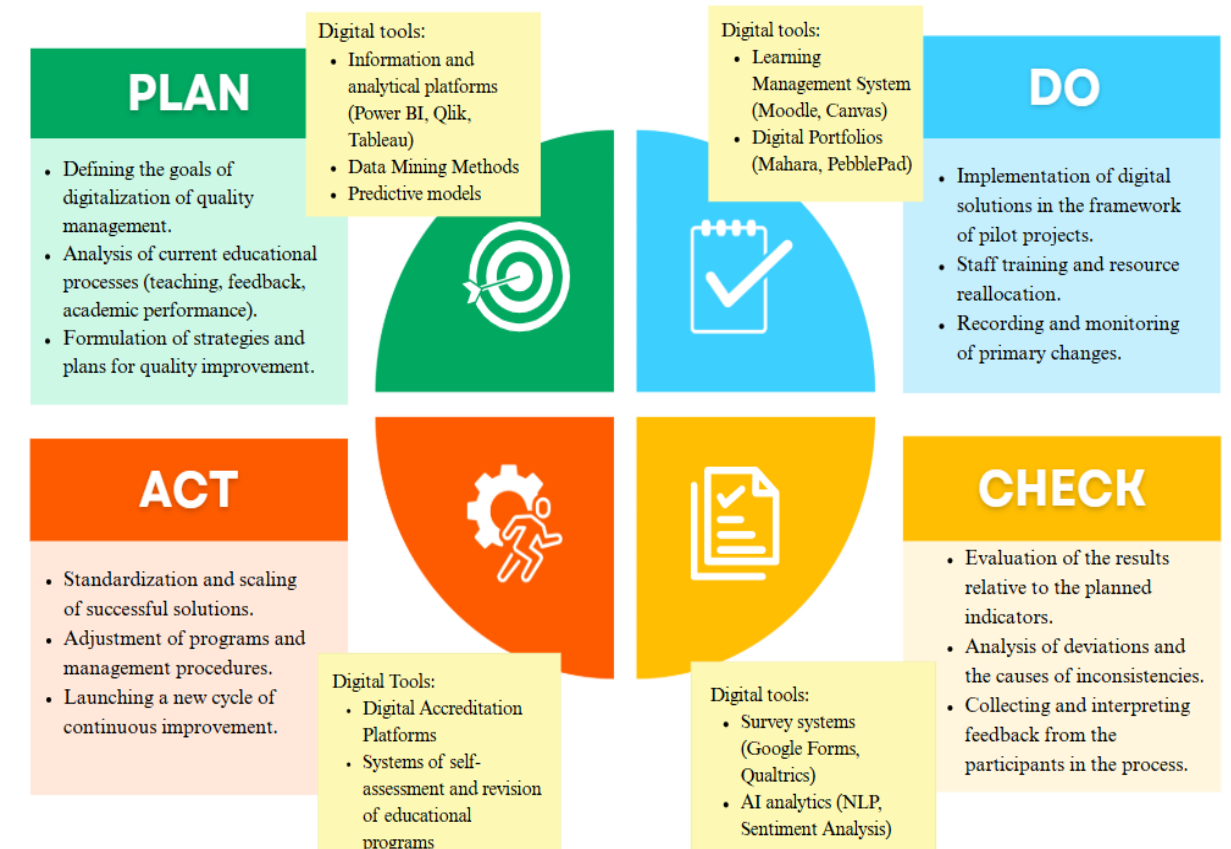 PLAN
• Defining the goals of
digitalization of quality
management.
• Analysis of current educational
processes (teaching, feedback,
academic performance).
• Formulation of strategies and
plans for quality improvement.
Digital tools:
• Information and
analytical platforms
(Power BI, Qlik,
Tableau)
• Data Mining Methods
• Predictive models
Digital tools:
• Learning
Management System
(Moodle, Canvas)
• Digital Portfolios
(Mahara, PebblePad)
DO
• Implementation of digital
solutions in the framework
of pilot projects.
• Staff training and resource
reallocation.
• Recording and monitoring
of primary changes.
ACT
• Standardization and scaling
of successful solutions.
• Adjustment of programs and
management procedures.
• Launching a new cycle of
continuous improvement.
Digital Tools:
• Digital Accreditation
Platforms
• Systems of self-
assessment and revision
of educational
programs
Digital tools:
• Survey systems
(Google Forms,
Qualtrics)
• AI analytics (NLP,
Sentiment Analysis)
CHECK
• Evaluation of the results
relative to the planned
indicators.
• Analysis of deviations and
the causes of inconsistencies.
• Collecting and interpreting
feedback from the
participants in the process.